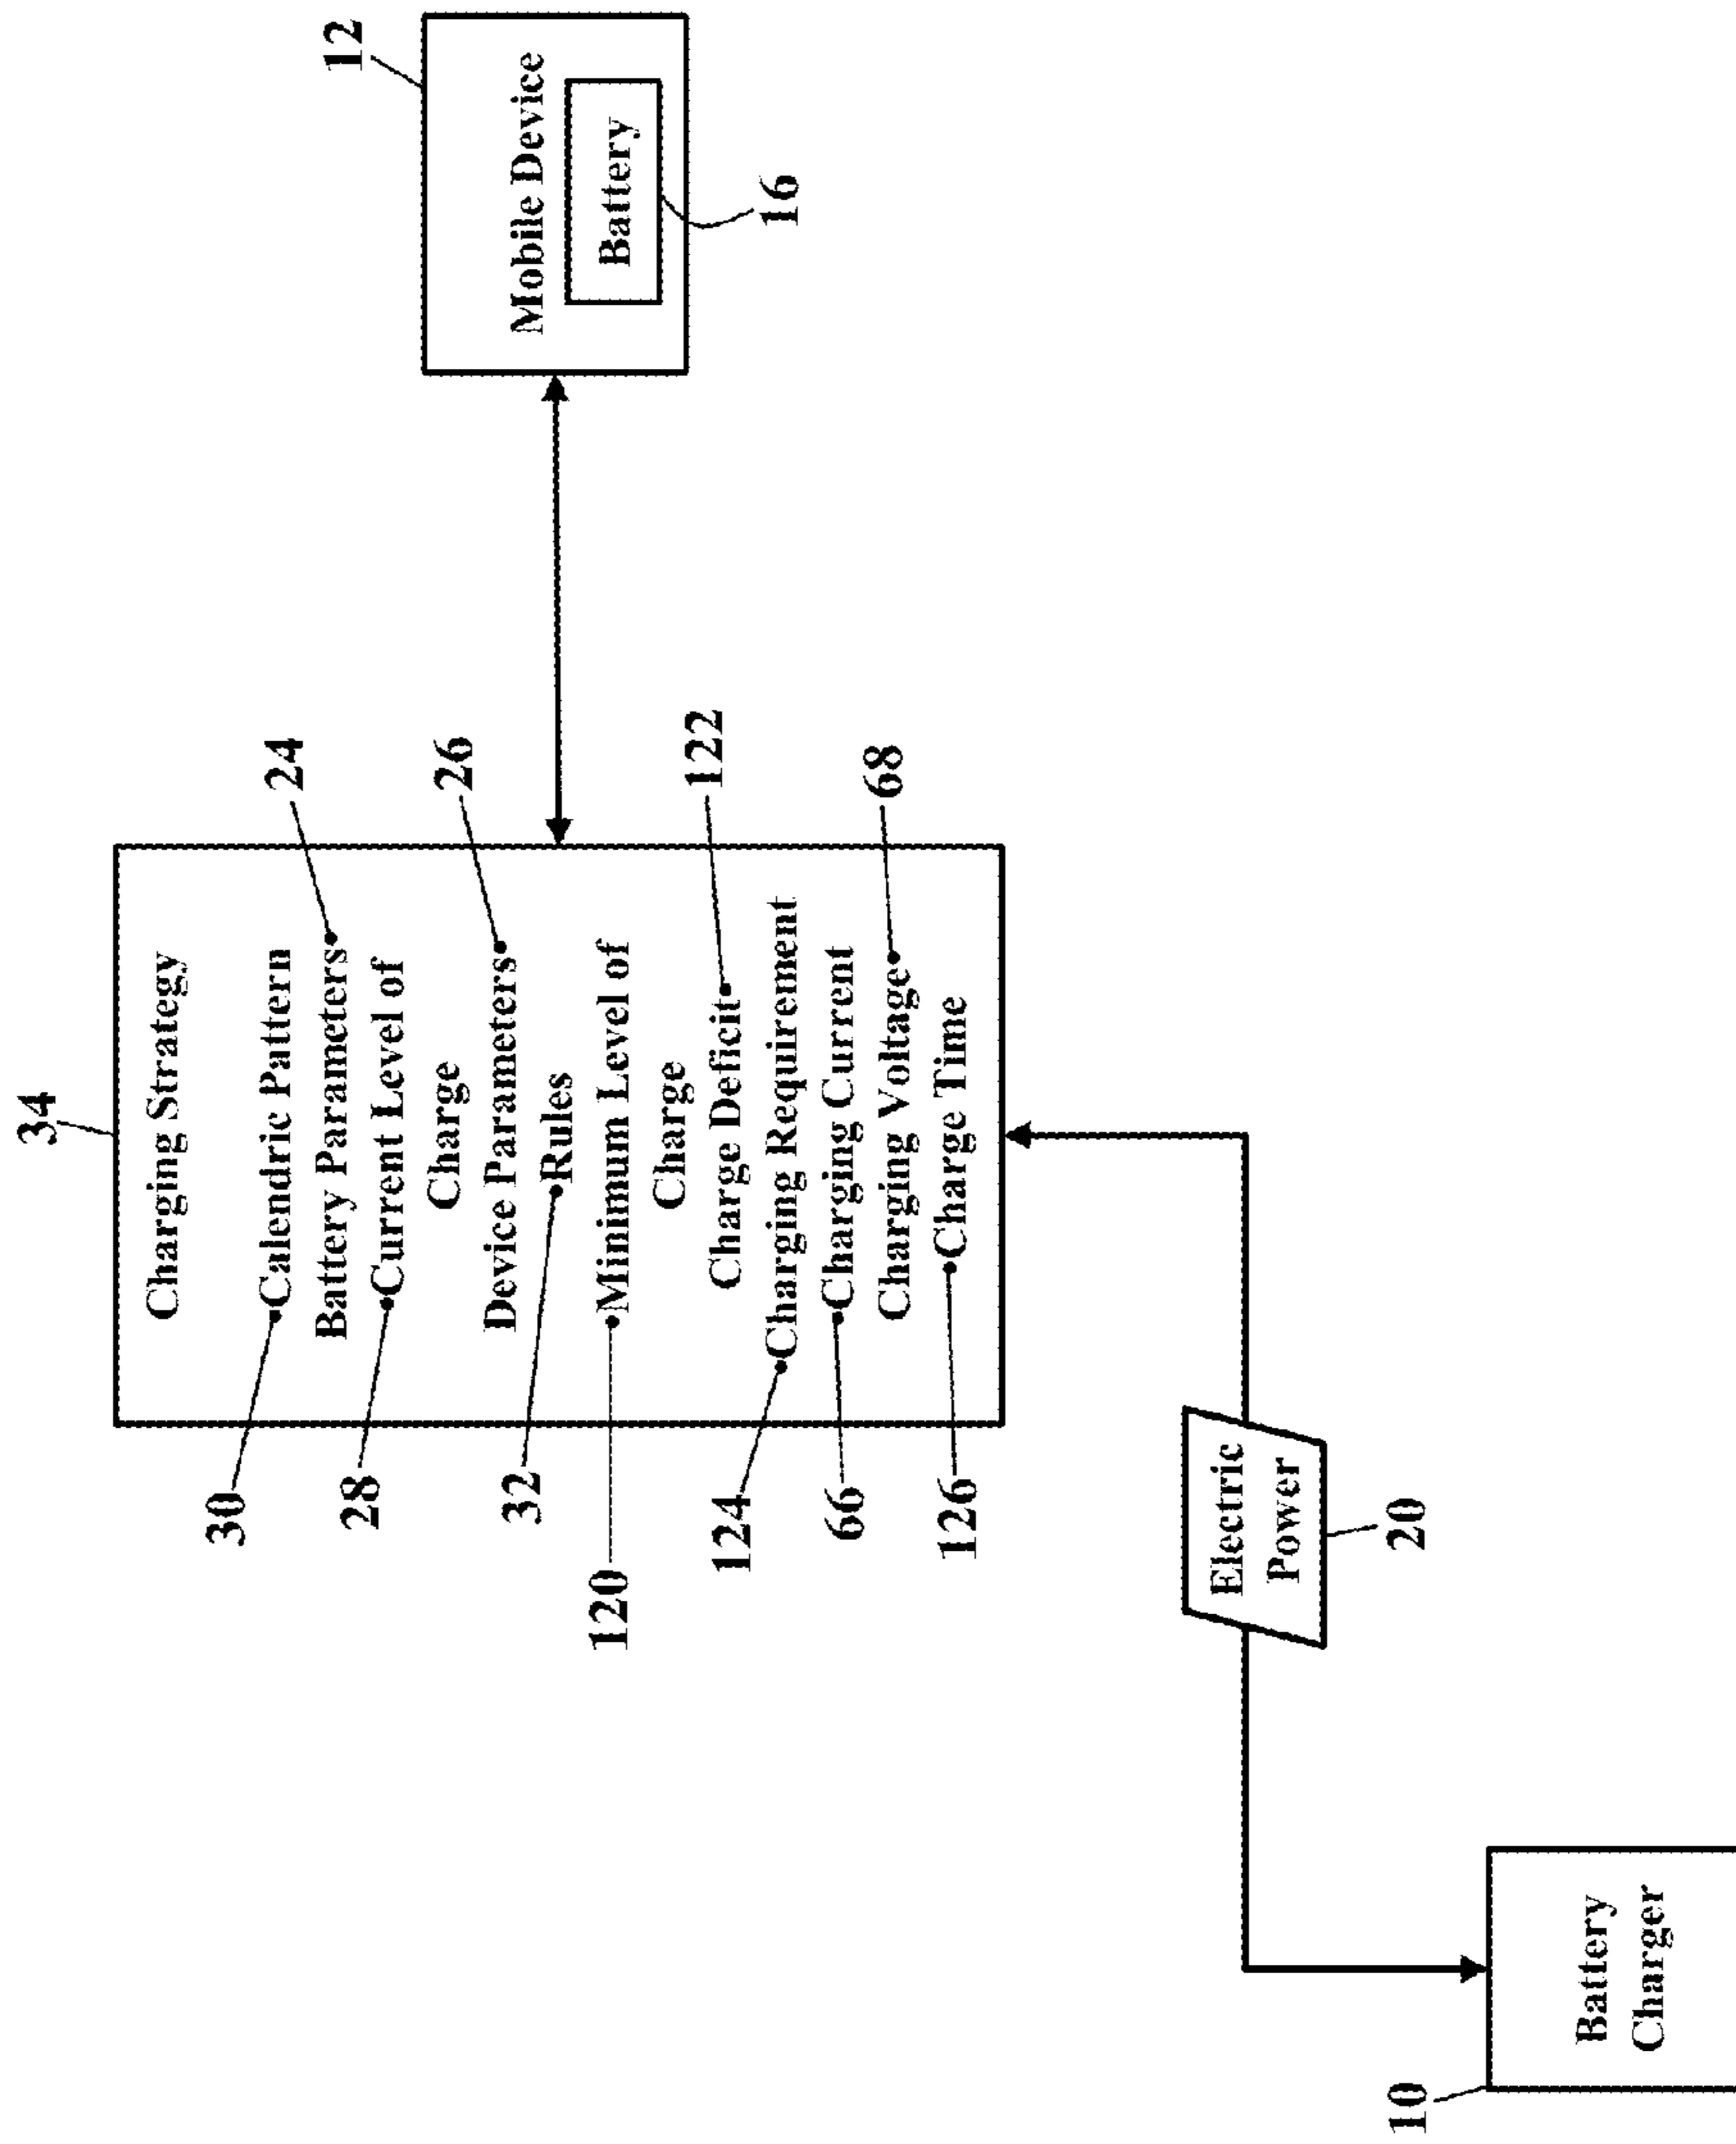 34
Charging Strategy
30
Calendric Pattern
24
Battery Parameters
28
Current Level of
Charge
26
Device Parameters
32
Rules
120
Minimum Level of
Charge
122
Charge Deficit
124
Charging Requirement
66
Charging Current
68
Charging Voltage
126
Charge Time
12
Mobile Device
Battery
16
Electric
Power
20
10
Battery
Charger